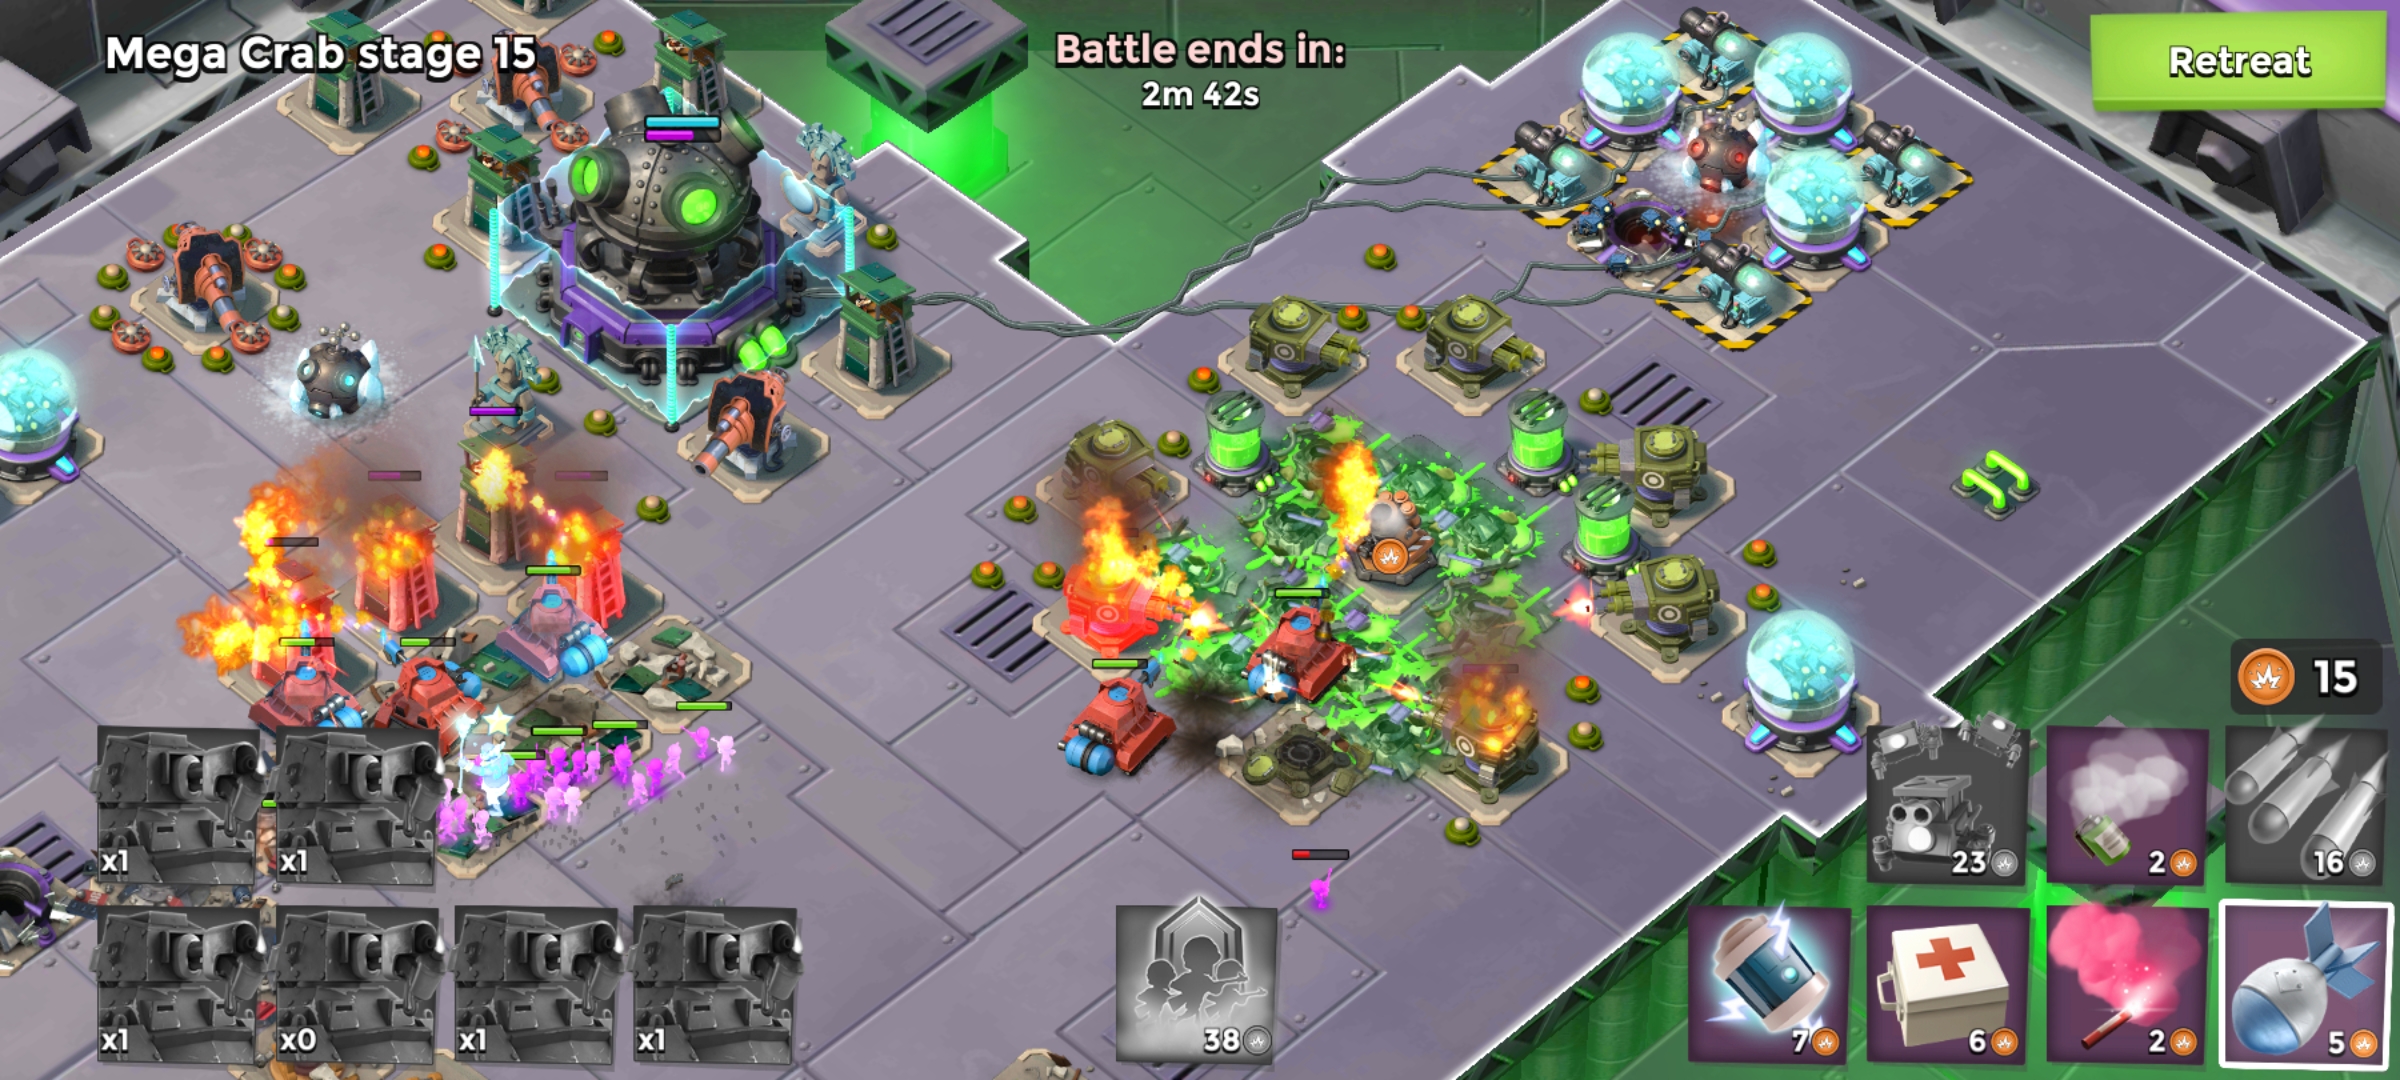 Mega Crab stage 15
Battle ends in:
2m 42s
Retreat
15
x1
x1
23
2
16
x1
x0
x1
x1
38
7
6
2
5